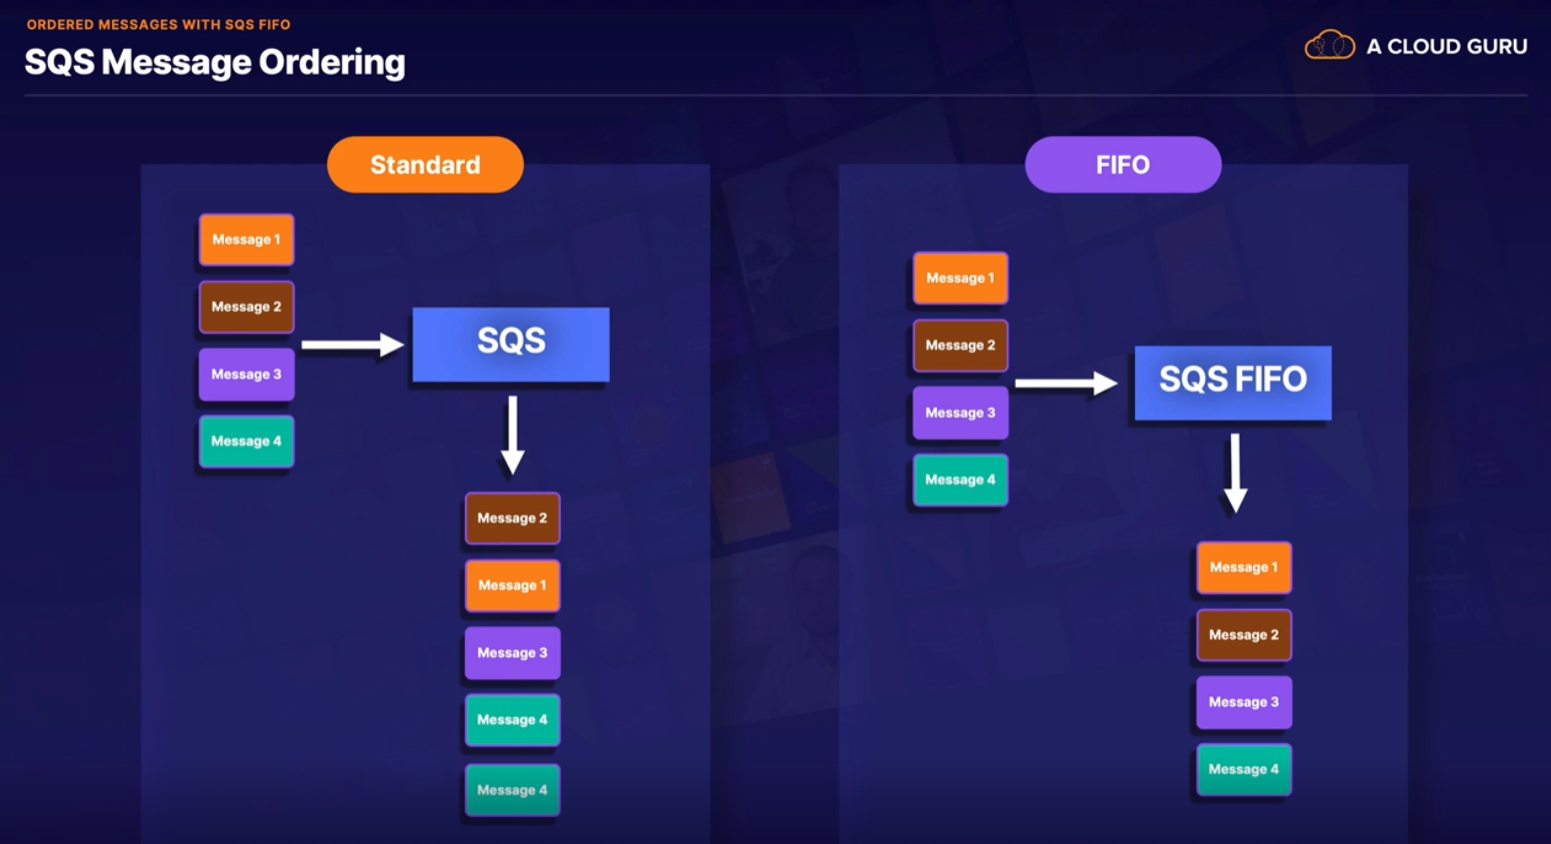 ORDERED MESSAGES WITH SQS FIFO
SQS Message Ordering
A CLOUD GURU
Standard
Message 1
Message 2
Message 3
Message 4
SQS
Message 2
Message 1
Message 3
Message 4
Message 4
FIFO
Message 1
Message 2
Message 3
Message 4
SQS FIFO
Message 1
Message 2
Message 3
Message 4